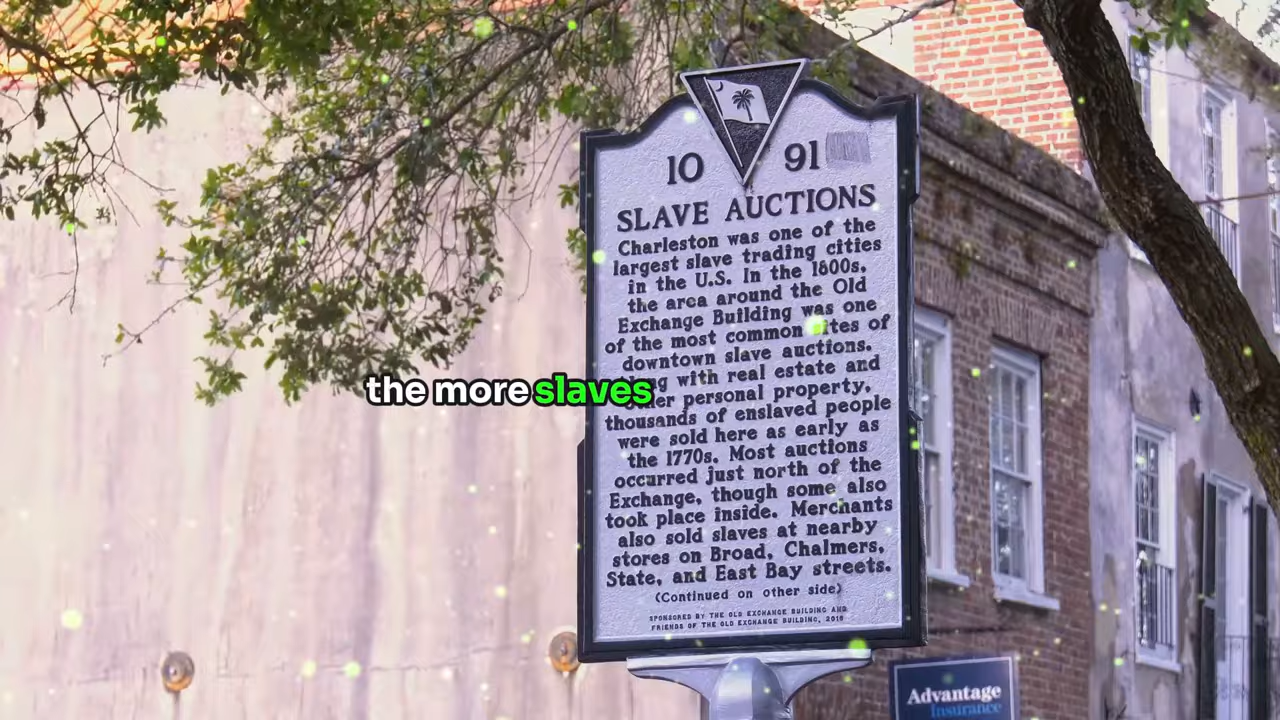 10 91
SLAVE AUCTIONS
Charleston was one of the
largest slave trading cities
in the U.S. In the 1800s,
the area around the Old
Exchange Building was one
of the most common sites of
downtown slave auctions.
Along with real estate and
the more slaves
other personal property,
thousands of enslaved people
were sold here as early as
the 1770s. Most auctions
occurred just north of the
Exchange, though some also
took place inside. Merchants
also sold slaves at nearby
stores on Broad, Chalmers,
State, and East Bay streets.
(Continued on other side)
SPONSORED BY THE OLD EXCHANGE BUILDING AND
FRIENDS OF THE OLD EXCHANGE BUILDING, 2016
Advantage
Insurance